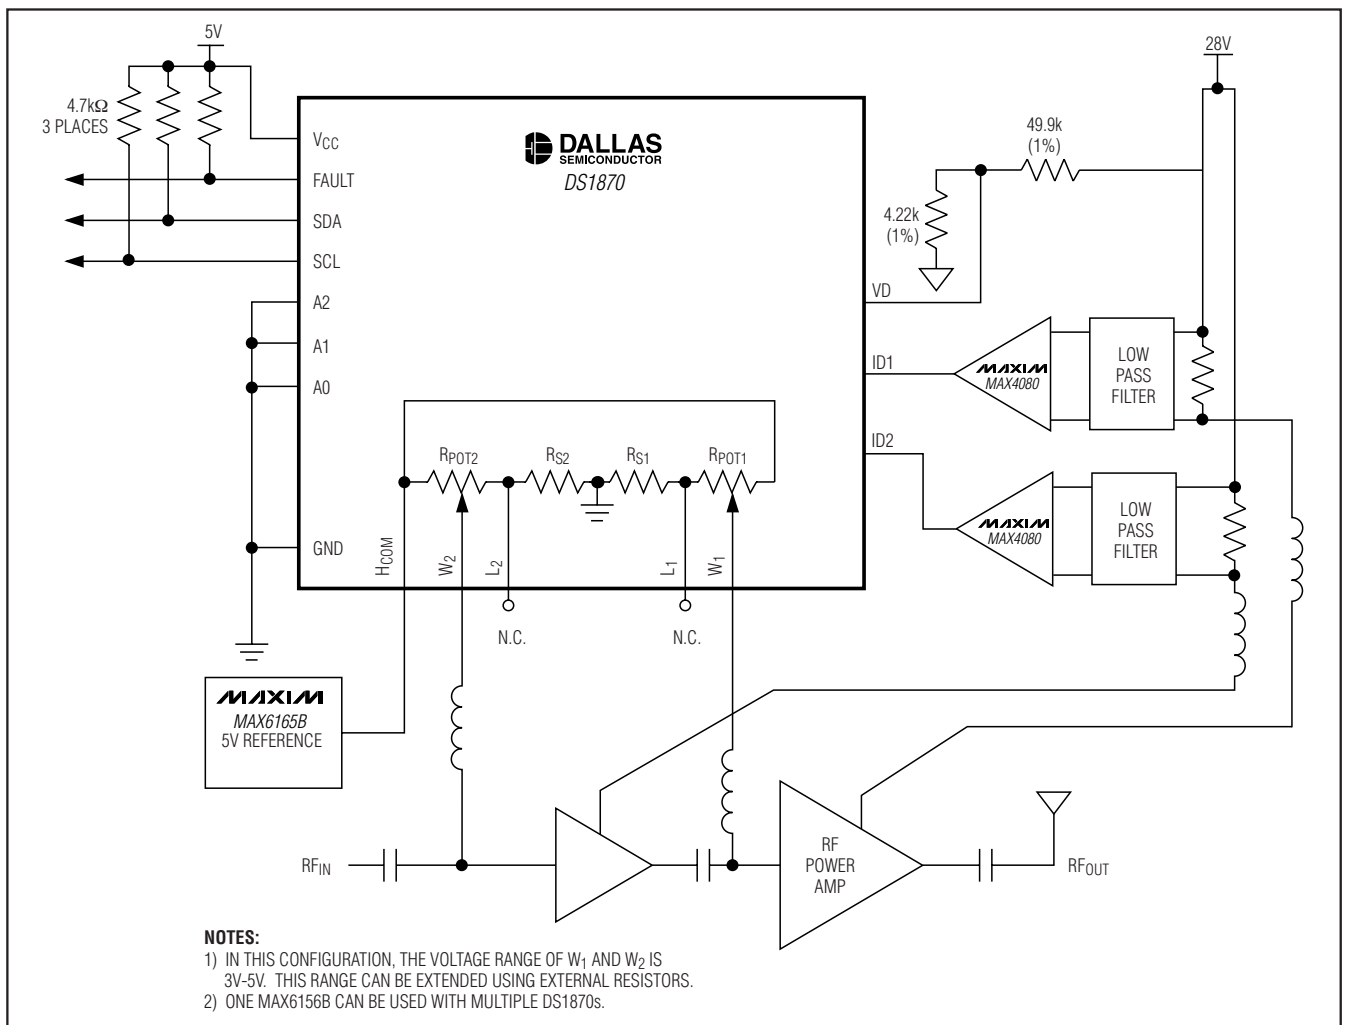 5V
28V
4.7kΩ
3 PLACES
VCC
FAULT
SDA
SCL
A2
A1
A0
GND
DALLAS
SEMICONDUCTOR
DS1870
49.9k
(1%)
4.22k
(1%)
VD
ID1
ID2
MAXIM
MAX4080
LOW
PASS
FILTER
MAXIM
MAX4080
LOW
PASS
FILTER
RPOT2
RS2
RS1
RPOT1
HCOM
W2
L2
L1
W1
N.C.
N.C.
MAXIM
MAX6165B
5V REFERENCE
RFIN
RF
POWER
AMP
RFOUT
NOTES:
1) IN THIS CONFIGURATION, THE VOLTAGE RANGE OF W1 AND W2 IS
3V-5V. THIS RANGE CAN BE EXTENDED USING EXTERNAL RESISTORS.
2) ONE MAX6156B CAN BE USED WITH MULTIPLE DS1870s.